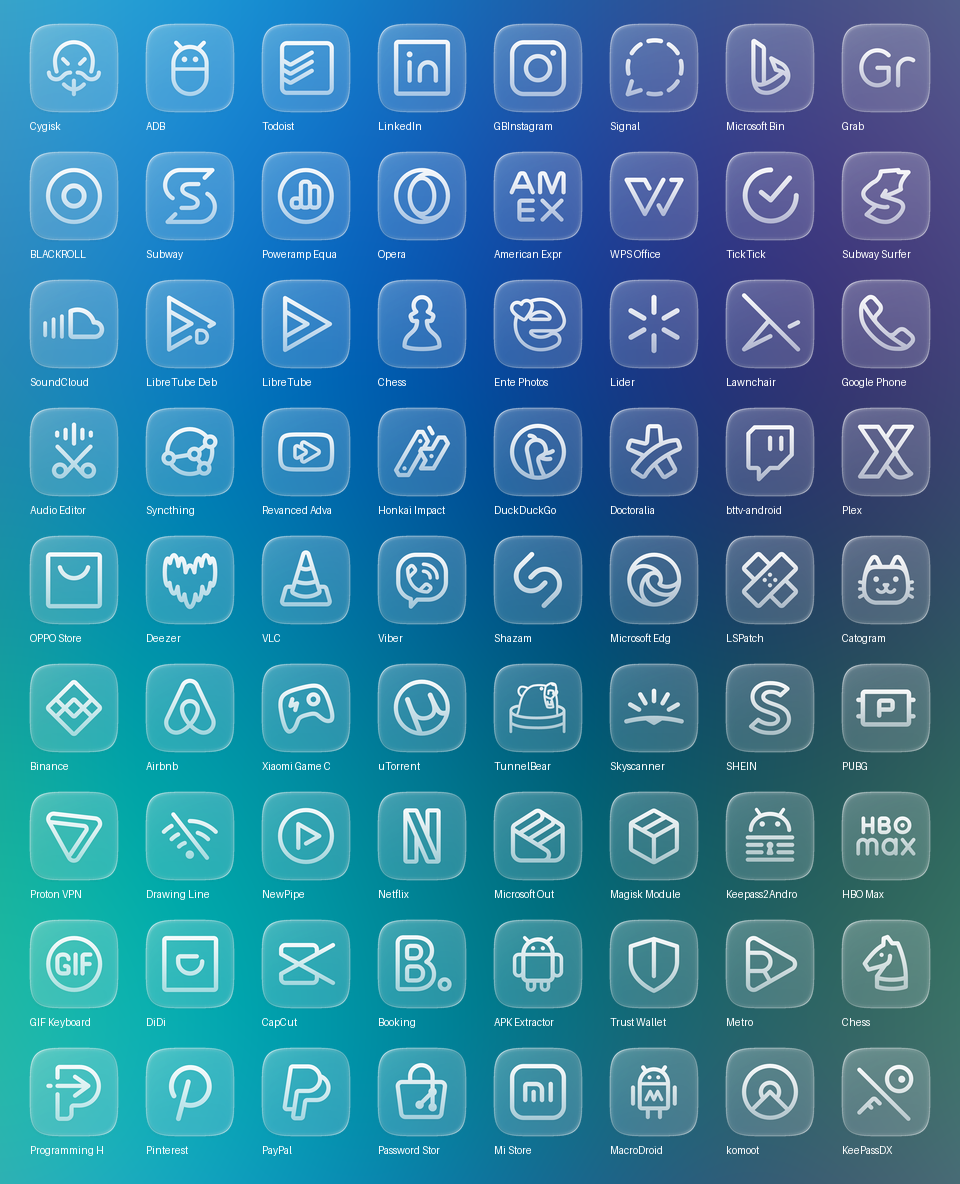 in
Gr
Cygisk
ADB
Todoist
LinkedIn
GBInstagram
Signal
Microsoft Bin
Grab
AM
EX
BLACKROLL
Subway
Poweramp Equa
Opera
American Expr
WPS Office
TickTick
Subway Surfer
D
SoundCloud
LibreTube Deb
LibreTube
Chess
Ente Photos
Lider
Lawnchair
Google Phone
Audio Editor
Syncthing
Revanced Adva
Honkai Impact
DuckDuckGo
Doctoralia
bttv-android
Plex
OPPO Store
Deezer
VLC
Viber
Shazam
Microsoft Edg
LSPatch
Catogram
P
Binance
Airbnb
Xiaomi Game C
uTorrent
TunnelBear
Skyscanner
SHEIN
PUBG
HBO
max
Proton VPN
Drawing Line
NewPipe
Netflix
Microsoft Out
Magisk Module
Keepass2Andro
HBO Max
GIF
B.
GIF Keyboard
DiDi
CapCut
Booking
APK Extractor
Trust Wallet
Metro
Chess
mi
Programming H
Pinterest
PayPal
Password Stor
Mi Store
MacroDroid
komoot
KeePassDX